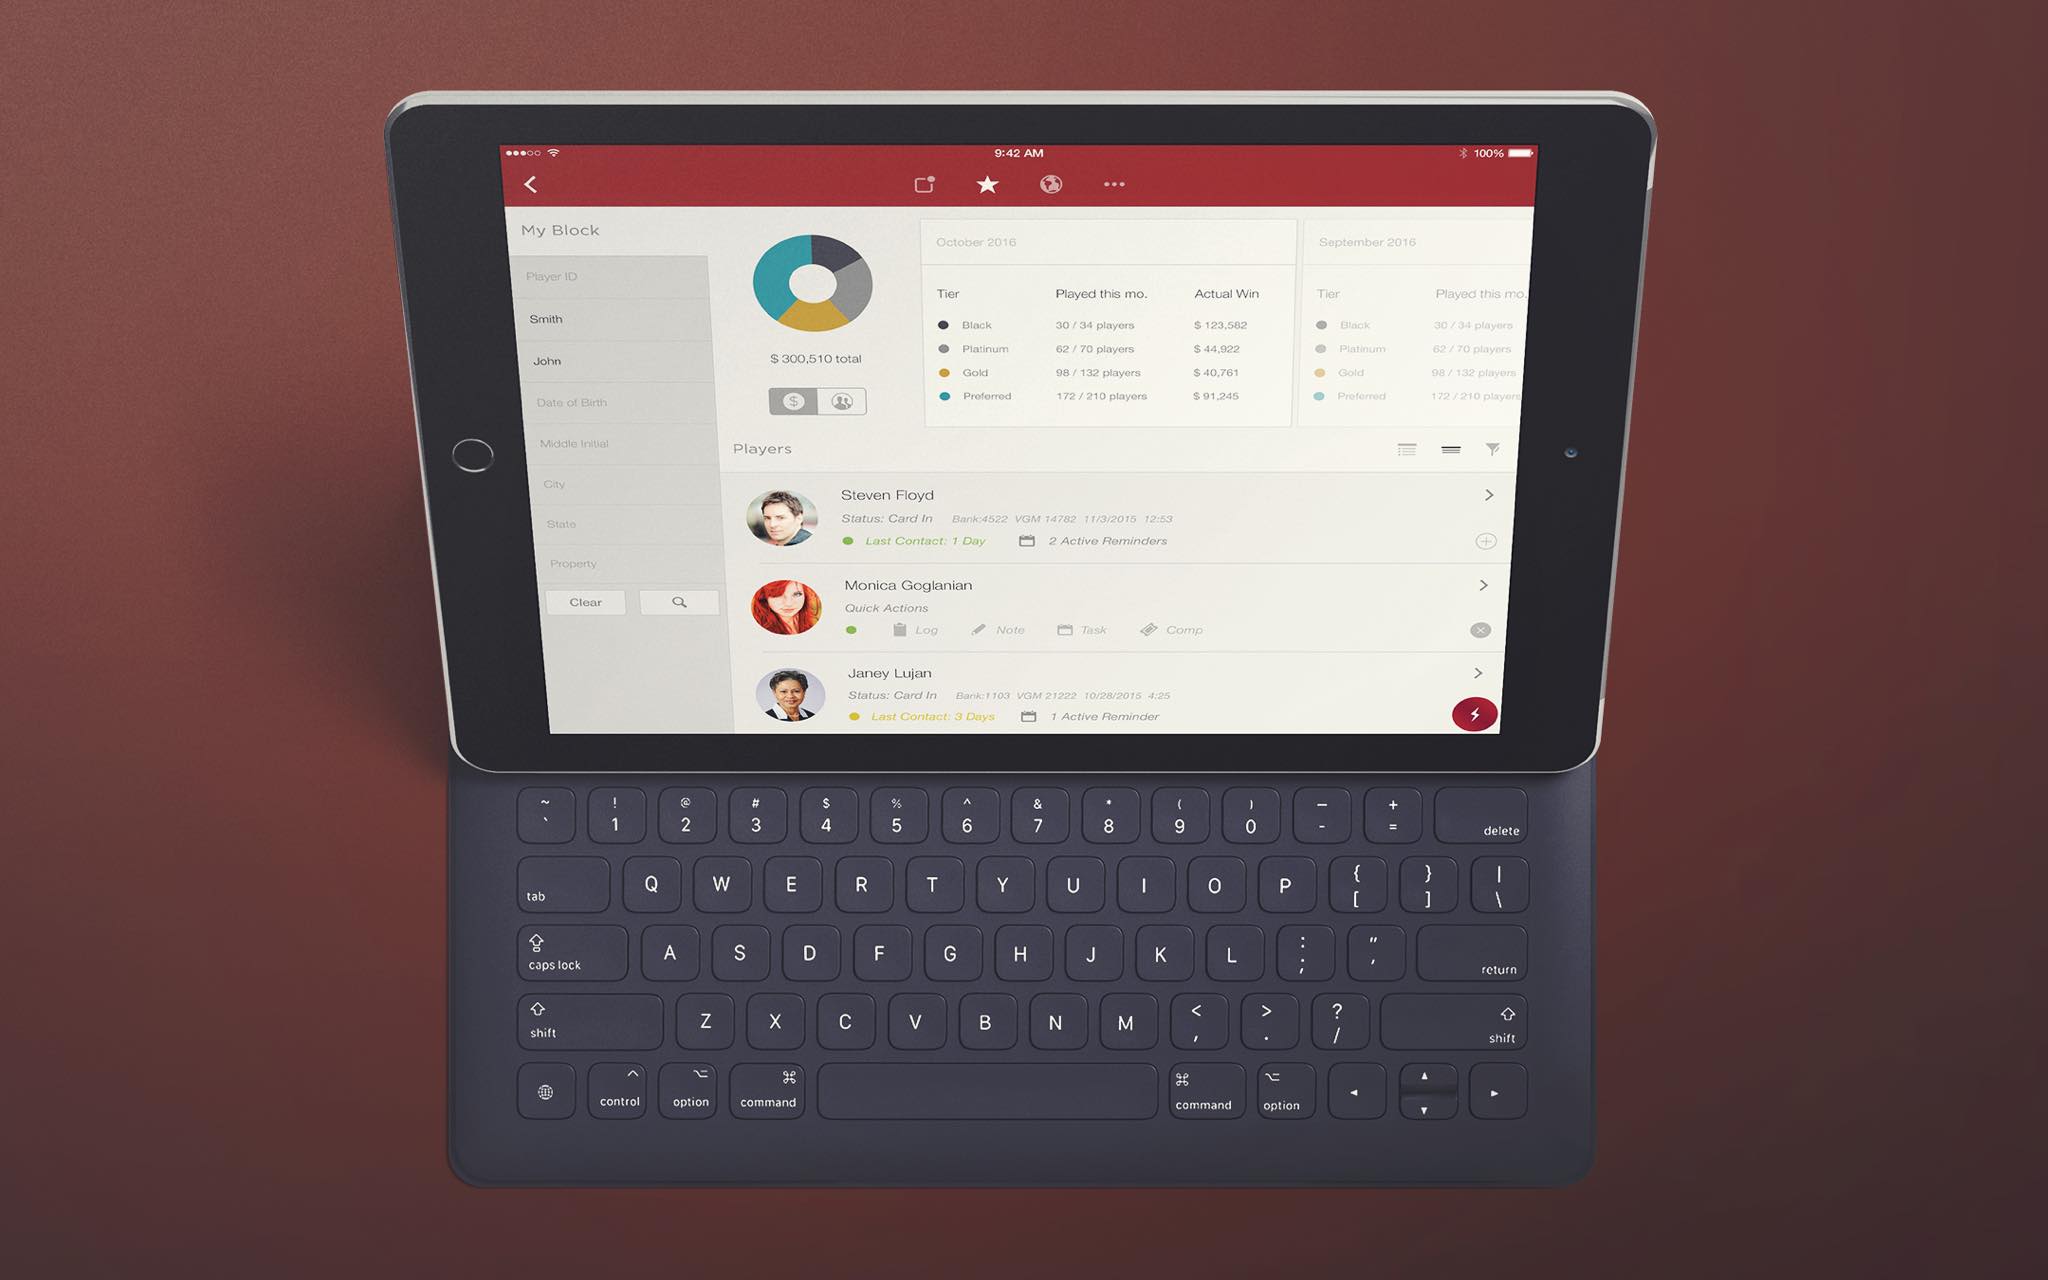 9:42 AM
100%
My Block
Player ID
Smith
John
Date of Birth
Middle Initial
City
State
Property
Clear
$ 300,510 total
$
October 2016
Tier Played this mo. Actual Win
Black 30 / 34 players $ 123,582
Platinum 62 / 70 players $ 44,922
Gold 98 / 132 players $ 40,761
Preferred 172 / 210 players $ 91,245
September 2016
Tier Played this mo.
Black 30 / 34 players
Platinum 62 / 70 players
Gold 98 / 132 players
Preferred 172 / 210 players
Players
Steven Floyd
Status: Card In Bank:4522 VGM 14782 11/3/2015 12:53
Last Contact: 1 Day 2 Active Reminders
Monica Goglanian
Quick Actions
Log Note Task Comp
Janey Lujan
Status: Card In Bank:1103 VGM 21222 10/28/2015 4:25
Last Contact: 3 Days 1 Active Reminder
~ ! @ # $ % ^ & * ( ) — +
` 1 2 3 4 5 6 7 8 9 0 - = delete
tab Q W E R T Y U I O P { [ } ] | \
caps lock A S D F G H J K L : ; " ' return
shift Z X C V B N M < , > . ? / shift
^ ⌥ ⌘ ⌘ ⌥
control option command command option